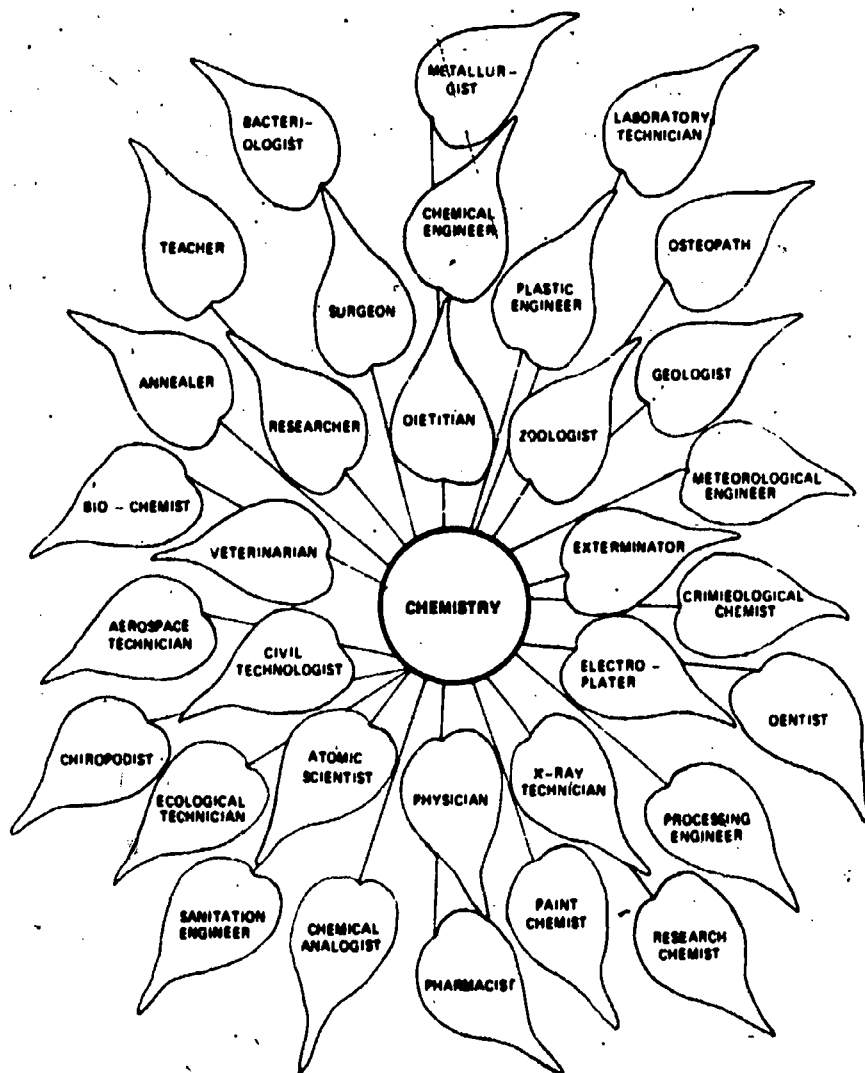 METALLUR-
GIST
BACTERI-
OLOGIST
LABORATORY
TECHNICIAN
CHEMICAL
ENGINEER
TEACHER
OSTEOPATH
SURGEON
PLASTIC
ENGINEER
ANNEALER
GEOLOGIST
RESEARCHER
DIETITIAN
ZOOLOGIST
METEOROLOGICAL
ENGINEER
BIO - CHEMIST
VETERINARIAN
EXTERMINATOR
CHEMISTRY
CRIMIEOLOGICAL
CHEMIST
AEROSPACE
TECHNICIAN
CIVIL
TECHNOLOGIST
ELECTRO -
PLATER
DENTIST
CHIROPODIST
ATOMIC
SCIENTIST
X-RAY
TECHNICIAN
ECOLOGICAL
TECHNICIAN
PHYSICIAN
PROCESSING
ENGINEER
SANITATION
ENGINEER
CHEMICAL
ANALOGIST
PAINT
CHEMIST
RESEARCH
CHEMIST
PHARMACIST